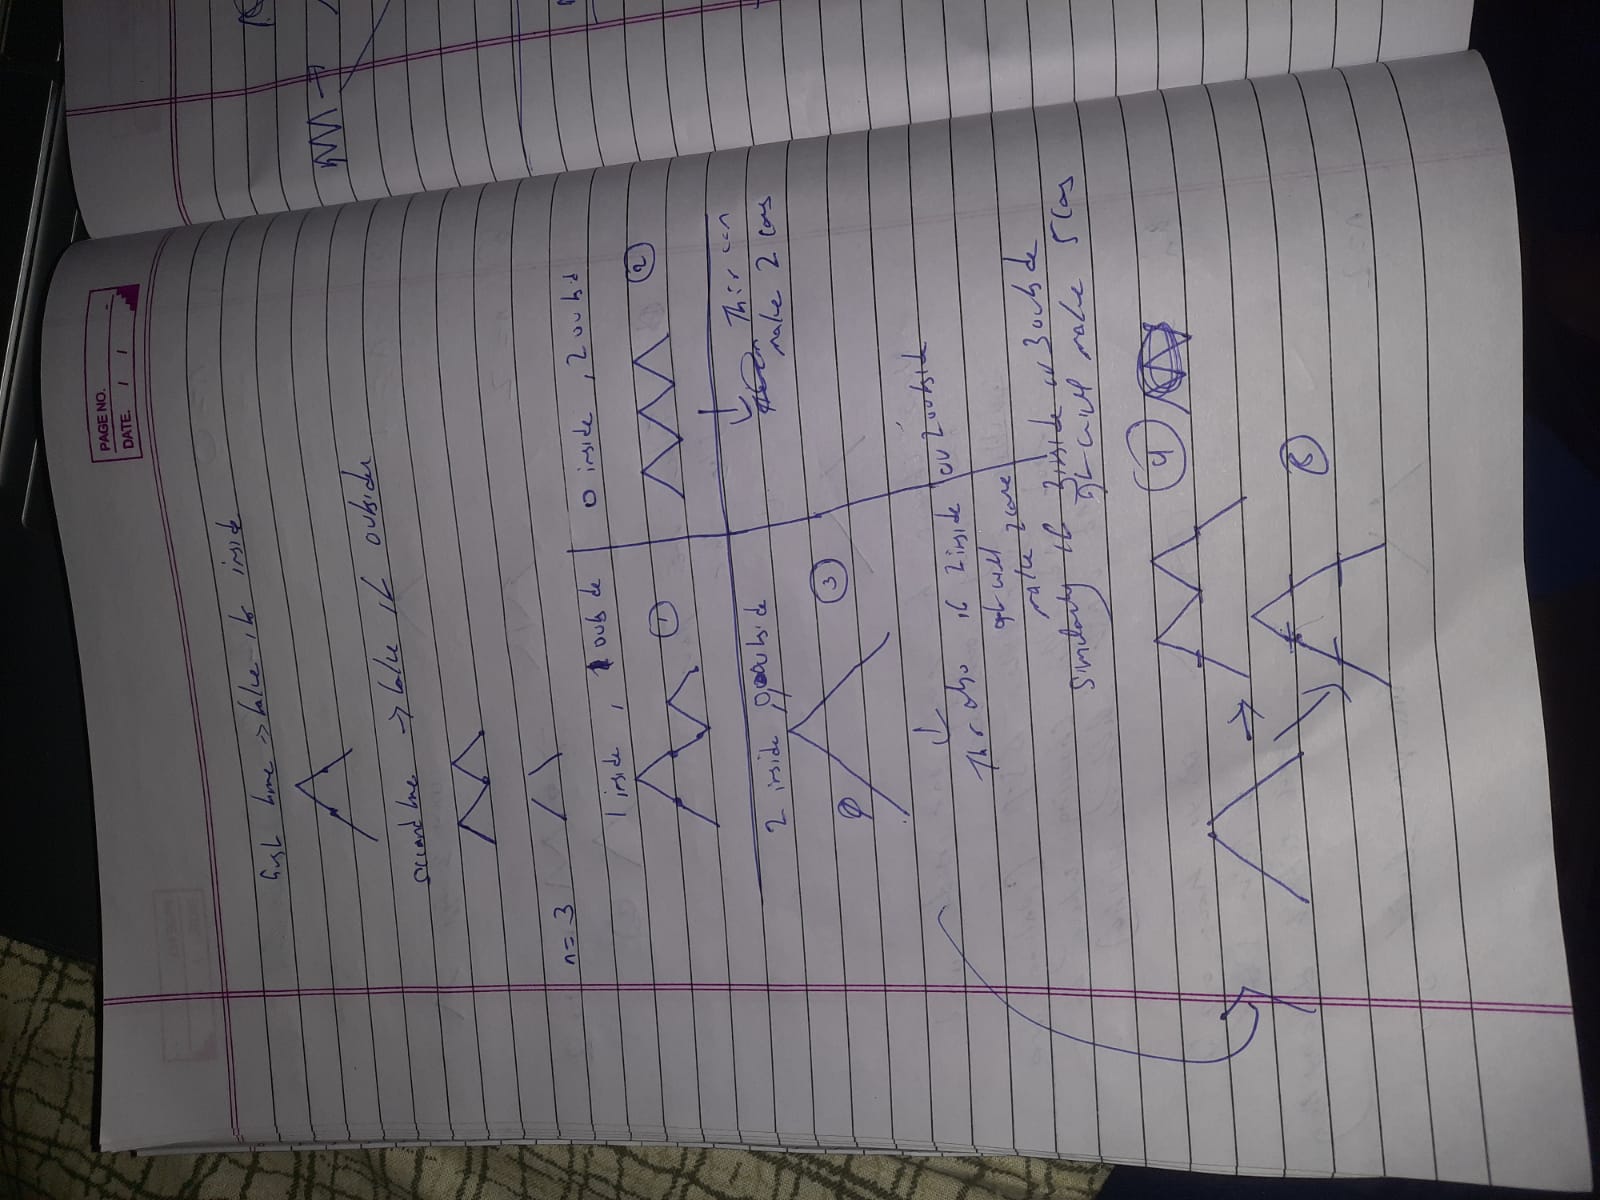 PAGE NO.
DATE. / /
first time → take it inside
second time → take it outside
n = 3
1 inside, 1 outside
0 inside, 2 outsid
①
②
2 inside, 0 outside
This can
make 2 cas
③
This also if 2 inside or 2 outside
it will
make 2 case
Similarly if 3 inside or 3 outside
It will make 5 Cas
④
⑤